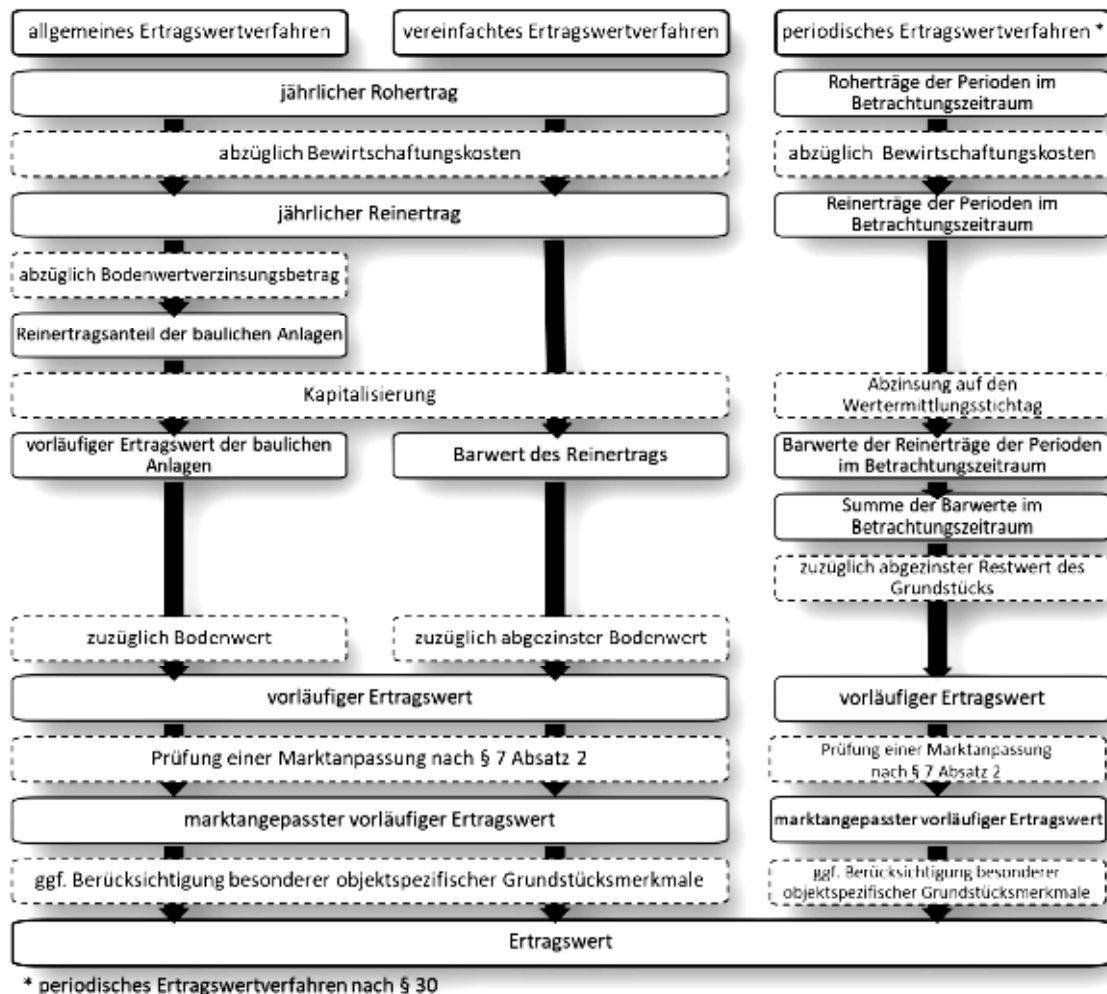 allgemeines Ertragswertverfahren
vereinfachtes Ertragswertverfahren
periodisches Ertragswertverfahren *
jährlicher Rohertrag
Roherträge der Perioden im
Betrachtungszeitraum
abzüglich Bewirtschaftungskosten
abzüglich Bewirtschaftungskosten
jährlicher Reinertrag
Reinerträge der Perioden im
Betrachtungszeitraum
abzüglich Bodenwertverzinsungsbetrag
Reinertragsanteil der baulichen Anlagen
Kapitalisierung
Abzinsung auf den
Wertermittlungsstichtag
vorläufiger Ertragswert der baulichen
Anlagen
Barwert des Reinertrags
Barwerte der Reinerträge der Perioden
im Betrachtungszeitraum
Summe der Barwerte im
Betrachtungszeitraum
zuzüglich abgezinster Restwert des
Grundstücks
zuzüglich Bodenwert
zuzüglich abgezinster Bodenwert
vorläufiger Ertragswert
vorläufiger Ertragswert
Prüfung einer Marktanpassung nach § 7 Absatz 2
Prüfung einer Marktanpassung
nach § 7 Absatz 2
marktangepasster vorläufiger Ertragswert
marktangepasster vorläufiger Ertragswert
ggf. Berücksichtigung besonderer objektspezifischer Grundstücksmerkmale
ggf. Berücksichtigung besonderer
objektspezifischer Grundstücksmerkmale
Ertragswert
* periodisches Ertragswertverfahren nach § 30